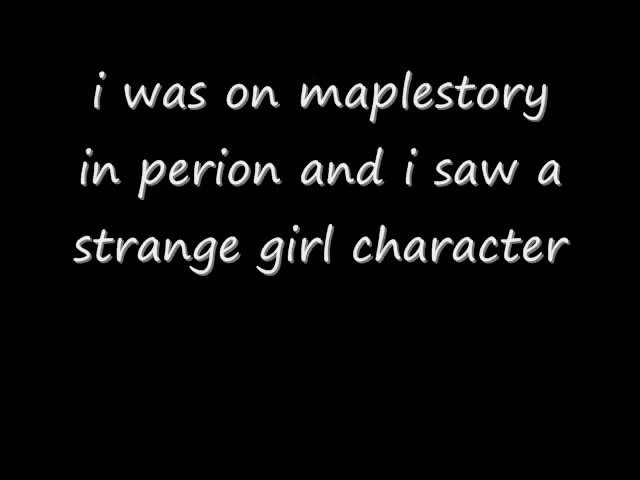 i was on maplestory
in perion and i saw a
strange girl character